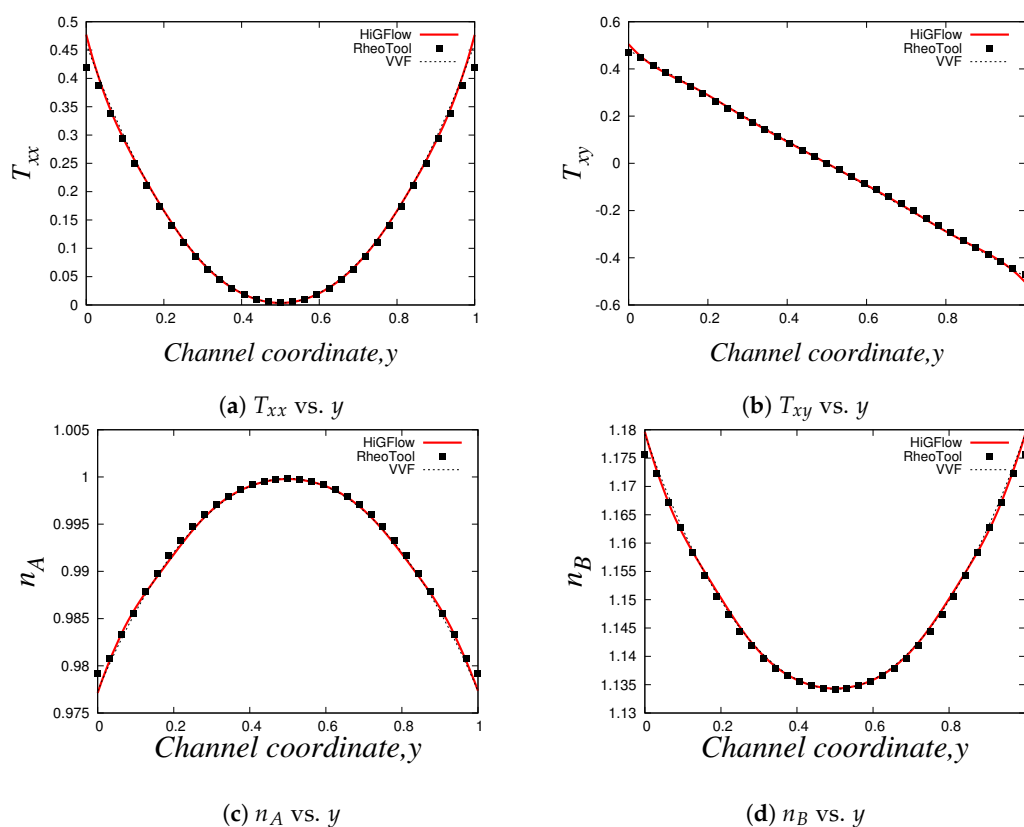 0.5
0.45
0.4
0.35
0.3
0.25
0.2
0.15
0.1
0.05
0
T_xx
HiGFlow
RheoTool
VVF
0 0.2 0.4 0.6 0.8 1
Channel coordinate,y
(a) T_xx vs. y
0.6
0.4
0.2
0
-0.2
-0.4
-0.6
T_xy
HiGFlow
RheoTool
VVF
0 0.2 0.4 0.6 0.8
Channel coordinate,y
(b) T_xy vs. y
1.005
1
0.995
0.99
0.985
0.98
0.975
n_A
HiGFlow
RheoTool
VVF
0 0.2 0.4 0.6 0.8 1
Channel coordinate,y
(c) n_A vs. y
1.18
1.175
1.17
1.165
1.16
1.155
1.15
1.145
1.14
1.135
1.13
n_B
HiGFlow
RheoTool
VVF
0 0.2 0.4 0.6 0.8
Channel coordinate,y
(d) n_B vs. y